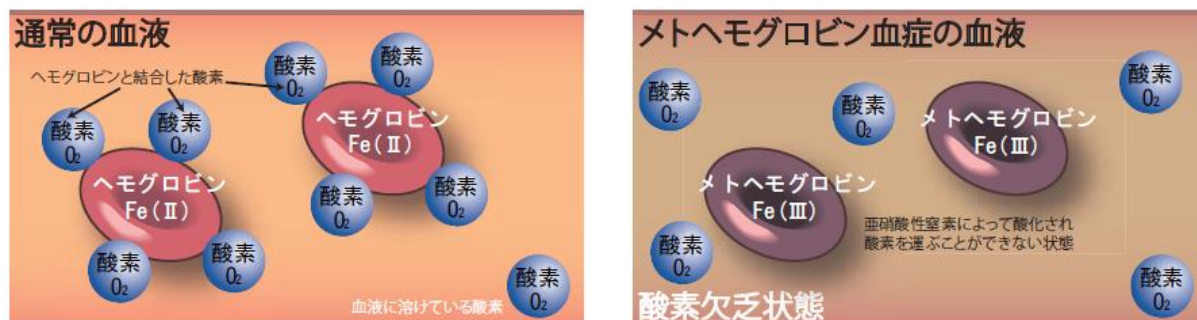 通常の血液
ヘモグロビンと結合した酸素
酸素
O₂
酸素
O₂
酸素
O₂
酸素
O₂
ヘモグロビン
Fe(Ⅱ)
ヘモグロビン
Fe(Ⅱ)
酸素
O₂
酸素
O₂
酸素
O₂
酸素
O₂
酸素
O₂
血液に溶けている酸素
メトヘモグロビン血症の血液
酸素
O₂
酸素
O₂
酸素
O₂
メトヘモグロビン
Fe(Ⅲ)
メトヘモグロビン
Fe(Ⅲ)
亜硝酸性窒素によって酸化され
酸素を運ぶことができない状態
酸素
O₂
酸素
O₂
酸素欠乏状態